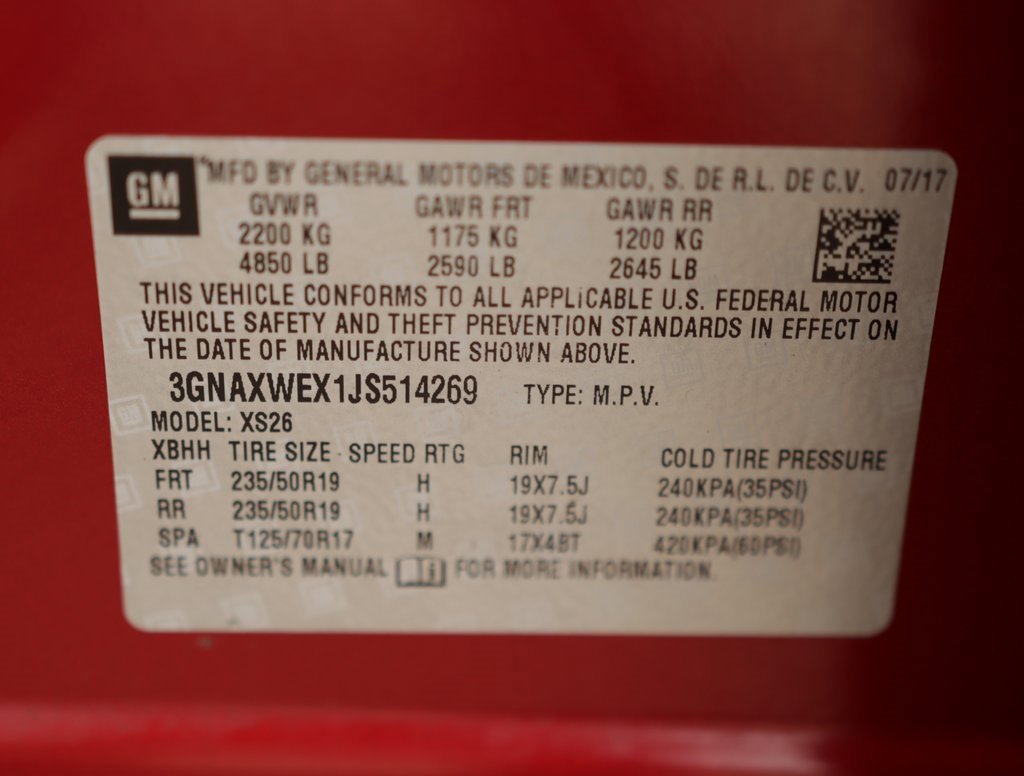 GM MFD BY GENERAL MOTORS DE MEXICO, S. DE R.L. DE C.V. 07/17
GVWR GAWR FRT GAWR RR
2200 KG 1175 KG 1200 KG
4850 LB 2590 LB 2645 LB
THIS VEHICLE CONFORMS TO ALL APPLiCABLE U.S. FEDERAL MOTOR
VEHICLE SAFETY AND THEFT PREVENTION STANDARDS IN EFFECT ON
THE DATE OF MANUFACTURE SHOWN ABOVE.
3GNAXWEX1JS514269 TYPE: M.P.V.
MODEL: XS26
XBHH TIRE SIZE SPEED RTG RIM COLD TIRE PRESSURE
FRT 235/50R19 H 19X7.5J 240KPA(35PSI)
RR 235/50R19 H 19X7.5J 240KPA(35PSI)
SPA T125/70R17 M 17X4BT 420KPA(60PSI)
SEE OWNER'S MANUAL i FOR MORE INFORMATION.